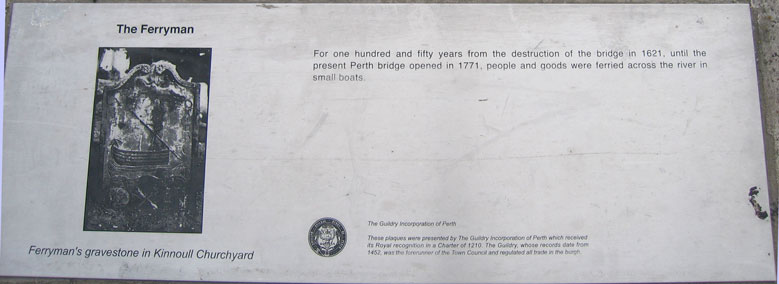 The Ferryman
For one hundred and fifty years from the destruction of the bridge in 1621, until the
present Perth bridge opened in 1771, people and goods were ferried across the river in
small boats.
Ferryman's gravestone in Kinnoull Churchyard
The Guildry Incorporation of Perth
These plaques were presented by The Guildry Incorporation of Perth which received
its Royal recognition in a Charter of 1210. The Guildry, whose records date from
1452, was the forerunner of the Town Council and regulated all trade in the burgh.